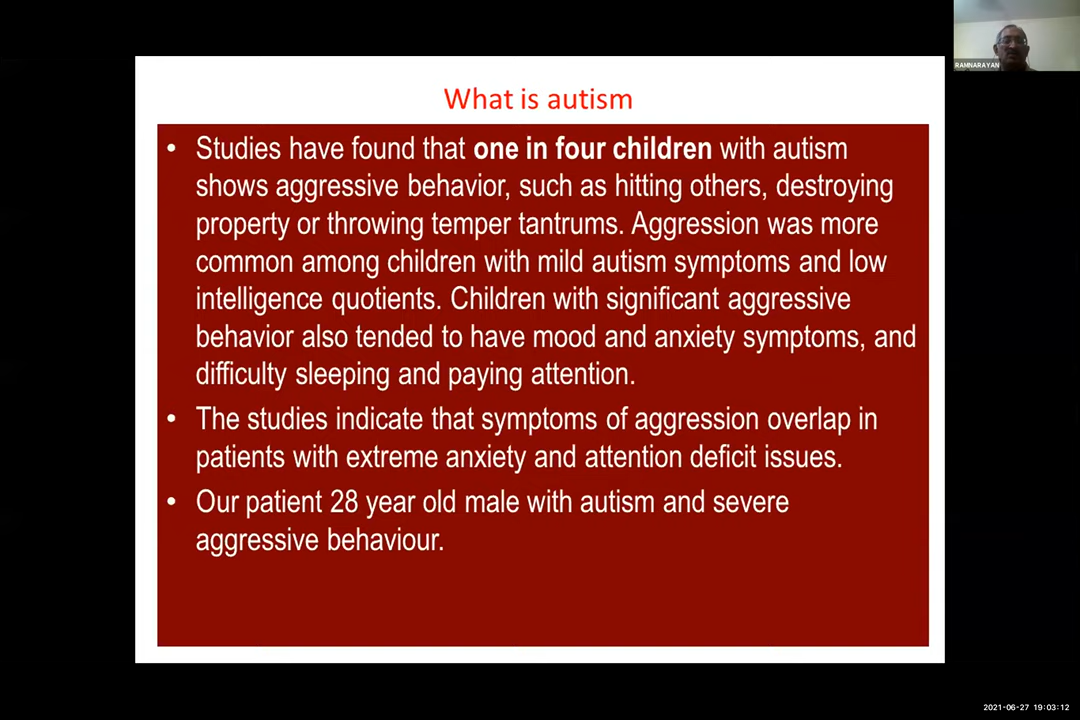 What is autism
• Studies have found that one in four children with autism
shows aggressive behavior, such as hitting others, destroying
property or throwing temper tantrums. Aggression was more
common among children with mild autism symptoms and low
intelligence quotients. Children with significant aggressive
behavior also tended to have mood and anxiety symptoms, and
difficulty sleeping and paying attention.
• The studies indicate that symptoms of aggression overlap in
patients with extreme anxiety and attention deficit issues.
• Our patient 28 year old male with autism and severe
aggressive behaviour.
RAMNARAYAN
2021-06-27 19:03:12